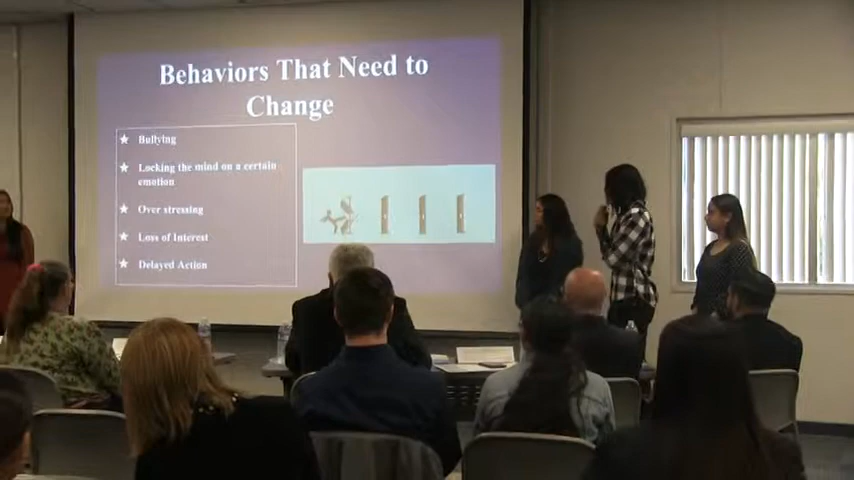 Behaviors That Need to
Change
Bullying
Locking the mind on a certain
emotion
Over stressing
Loss of Interest
Delayed Action